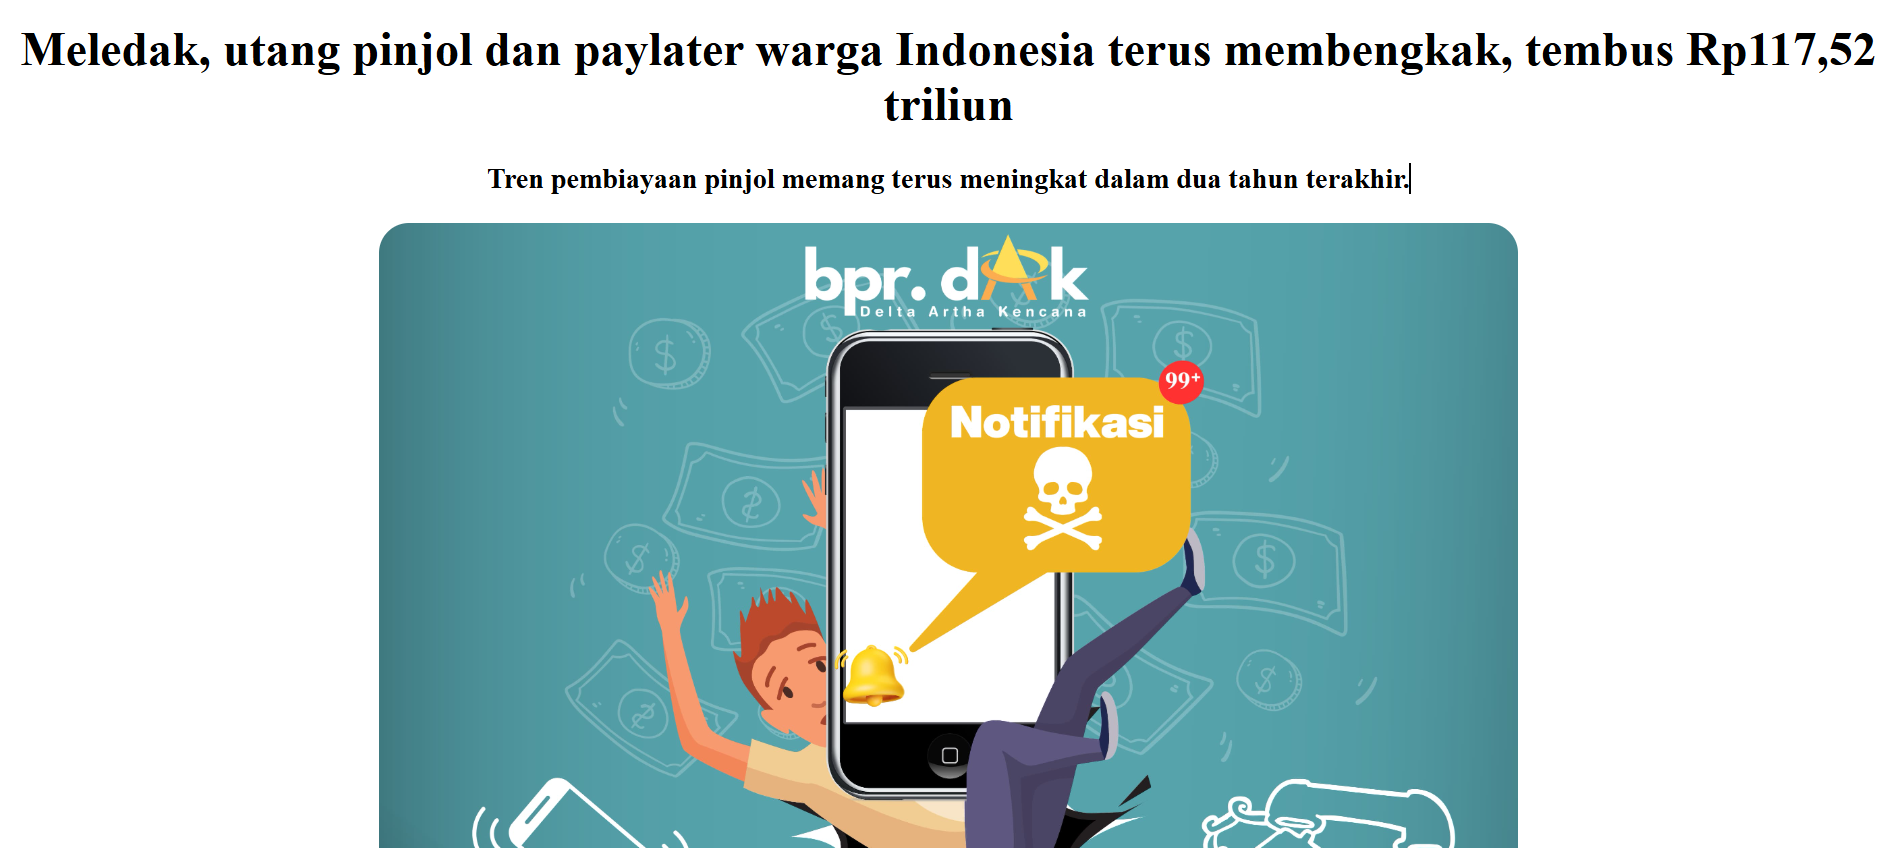 Meledak, utang pinjol dan paylater warga Indonesia terus membengkak, tembus Rp117,52
triliun
Tren pembiayaan pinjol memang terus meningkat dalam dua tahun terakhir.
bpr. dAk
Delta Artha Kencana
99+
Notifikasi